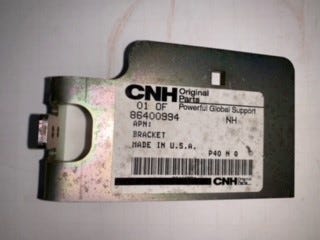 CNH Original
Parts
01 OF Powerful Global Support
86400994 NH
APN:
BRACKET
MADE IN U.S.A.
P40 N 0
CNH